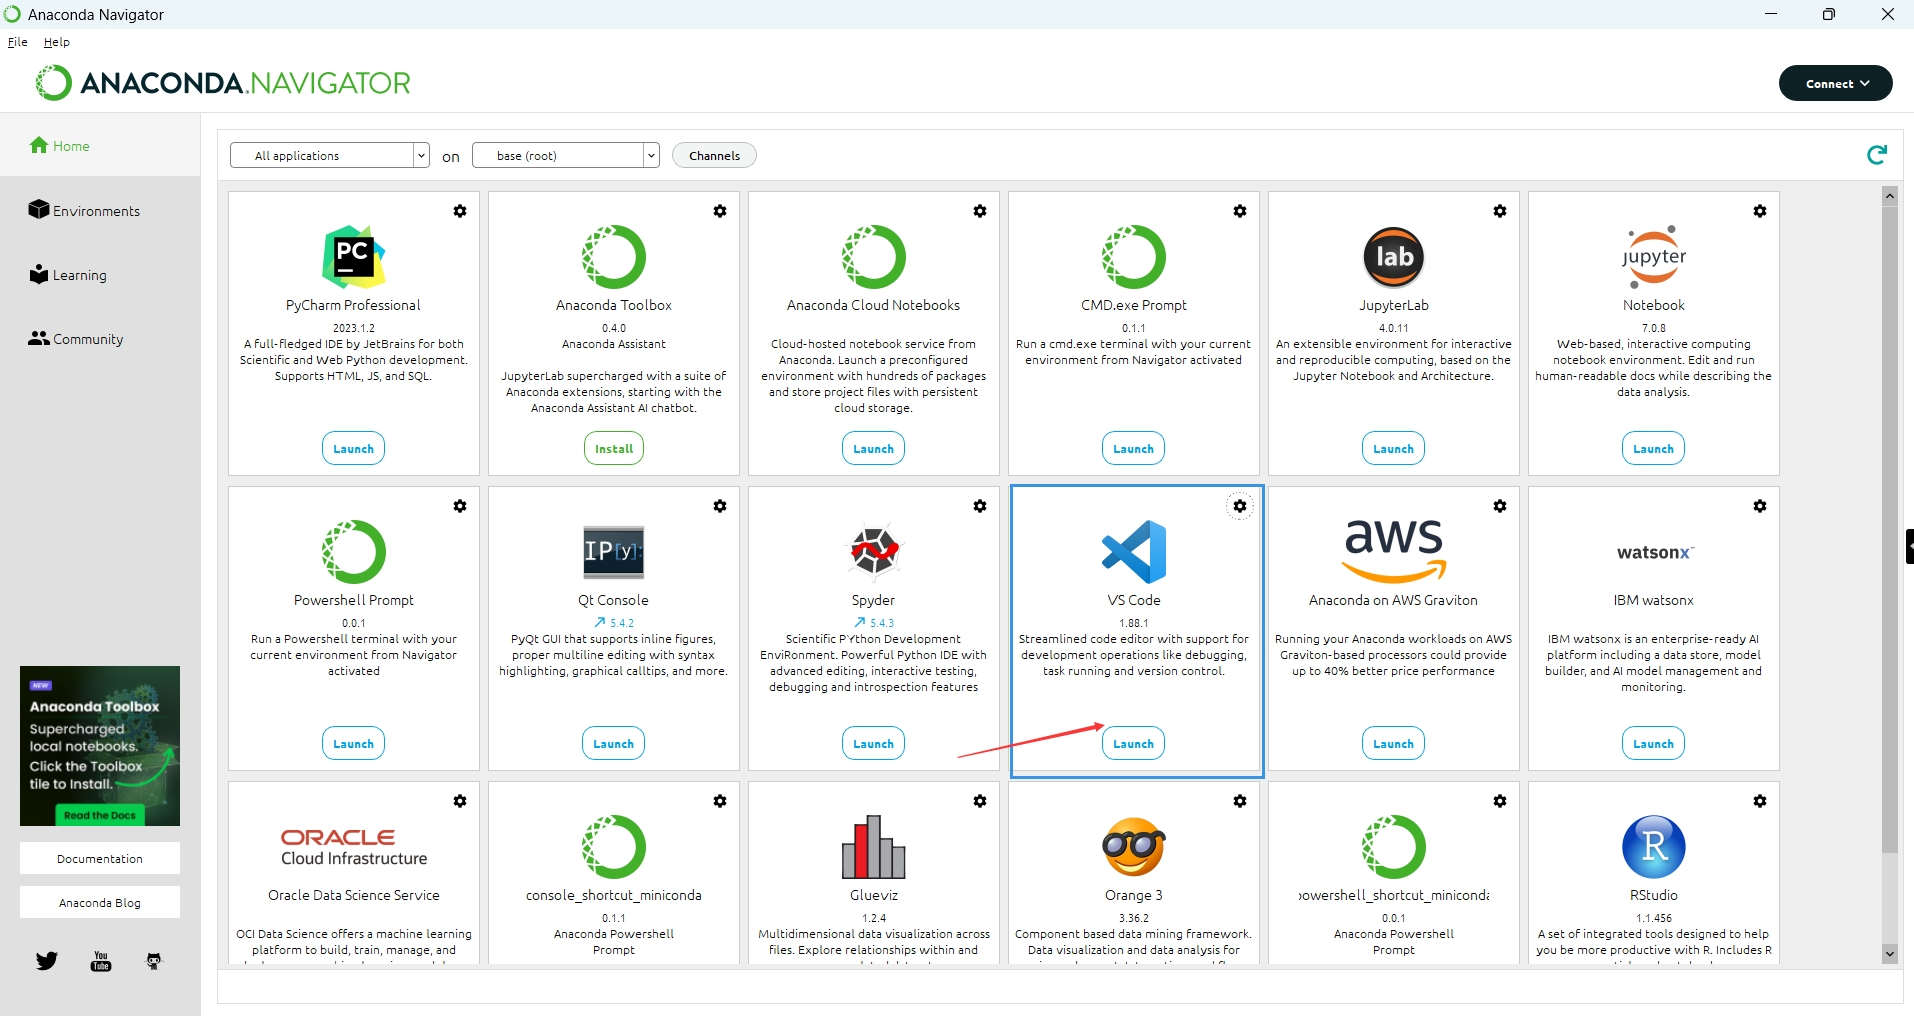 Anaconda Navigator
File Help
ANACONDA.NAVIGATOR
Connect
Home
Environments
Learning
Community
All applications on base (root) Channels
PC
PyCharm Professional
2023.1.2
A full-fledged IDE by JetBrains for both
Scientific and Web Python development.
Supports HTML, JS, and SQL.
Launch
Anaconda Toolbox
0.4.0
Anaconda Assistant
JupyterLab supercharged with a suite of
Anaconda extensions, starting with the
Anaconda Assistant AI chatbot.
Install
Anaconda Cloud Notebooks
Cloud-hosted notebook service from
Anaconda. Launch a preconfigured
environment with hundreds of packages
and store project files with persistent
cloud storage.
Launch
CMD.exe Prompt
0.1.1
Run a cmd.exe terminal with your current
environment from Navigator activated
Launch
lab
JupyterLab
4.0.11
An extensible environment for interactive
and reproducible computing, based on the
Jupyter Notebook and Architecture.
Launch
jupyter
Notebook
7.0.8
Web-based, interactive computing
notebook environment. Edit and run
human-readable docs while describing the
data analysis.
Launch
Powershell Prompt
0.0.1
Run a Powershell terminal with your
current environment from Navigator
activated
Launch
IP[y]:
Qt Console
5.4.2
PyQt GUI that supports inline figures,
proper multiline editing with syntax
highlighting, graphical calltips, and more.
Launch
Spyder
5.4.3
Scientific PYthon Development
EnviRonment. Powerful Python IDE with
advanced editing, interactive testing,
debugging and introspection features
Launch
VS Code
1.88.1
Streamlined code editor with support for
development operations like debugging,
task running and version control.
Launch
aws
Anaconda on AWS Graviton
Running your Anaconda workloads on AWS
Graviton-based processors could provide
up to 40% better price performance
Launch
watsonx™
IBM watsonx
IBM watsonx is an enterprise-ready AI
platform including a data store, model
builder, and AI model management and
monitoring.
Launch
ORACLE
Cloud Infrastructure
Oracle Data Science Service
OCI Data Science offers a machine learning
platform to build, train, manage, and
console_shortcut_miniconda
0.1.1
Anaconda Powershell
Prompt
Glueviz
1.2.4
Multidimensional data visualization across
files. Explore relationships within and
Orange 3
3.36.2
Component based data mining framework.
Data visualization and data analysis for
powershell_shortcut_miniconda
0.0.1
Anaconda Powershell
Prompt
R
RStudio
1.1.456
A set of integrated tools designed to help
you be more productive with R. Includes R
NEW
Anaconda Toolbox
Supercharged
local notebooks.
Click the Toolbox
tile to Install.
Read the Docs
Documentation
Anaconda Blog
You
Tube